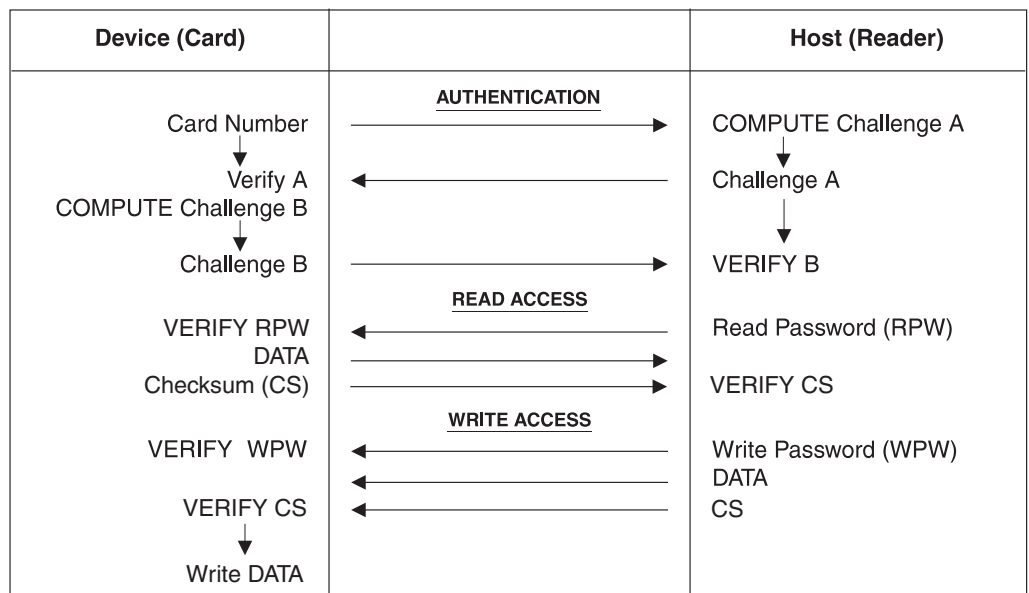 Device (Card) Host (Reader)
AUTHENTICATION
Card Number COMPUTE Challenge A
Verify A Challenge A
COMPUTE Challenge B
Challenge B VERIFY B
READ ACCESS
VERIFY RPW Read Password (RPW)
DATA
Checksum (CS) VERIFY CS
WRITE ACCESS
VERIFY WPW Write Password (WPW)
DATA
VERIFY CS CS
Write DATA